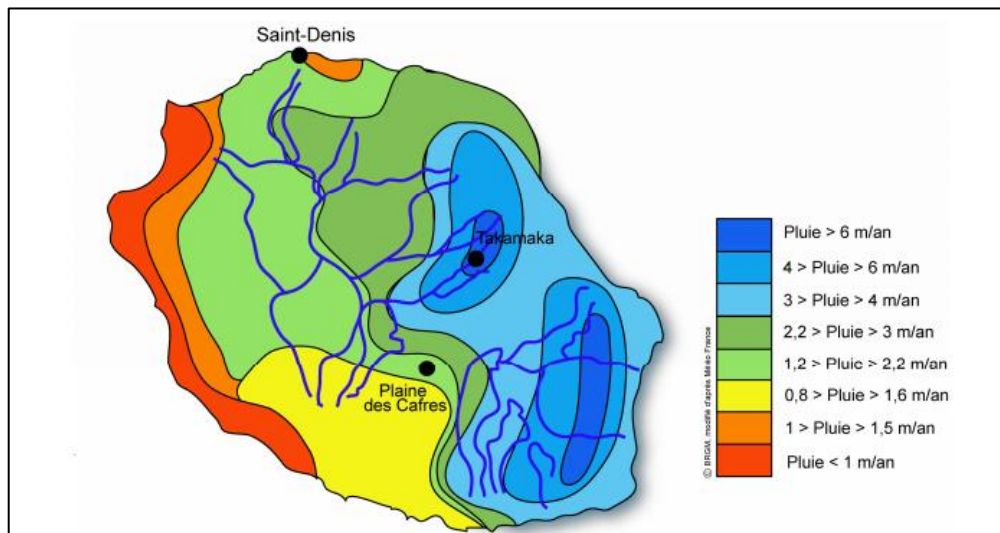 Saint-Denis
Takamaka
Plaine
des Cafres
Pluie > 6 m/an
4 > Pluie > 6 m/an
3 > Pluie > 4 m/an
2,2 > Pluie > 3 m/an
1,2 > Pluie > 2,2 m/an
0,8 > Pluie > 1,6 m/an
1 > Pluie > 1,5 m/an
Pluie < 1 m/an
© BRGM, modifié d'après Météo France